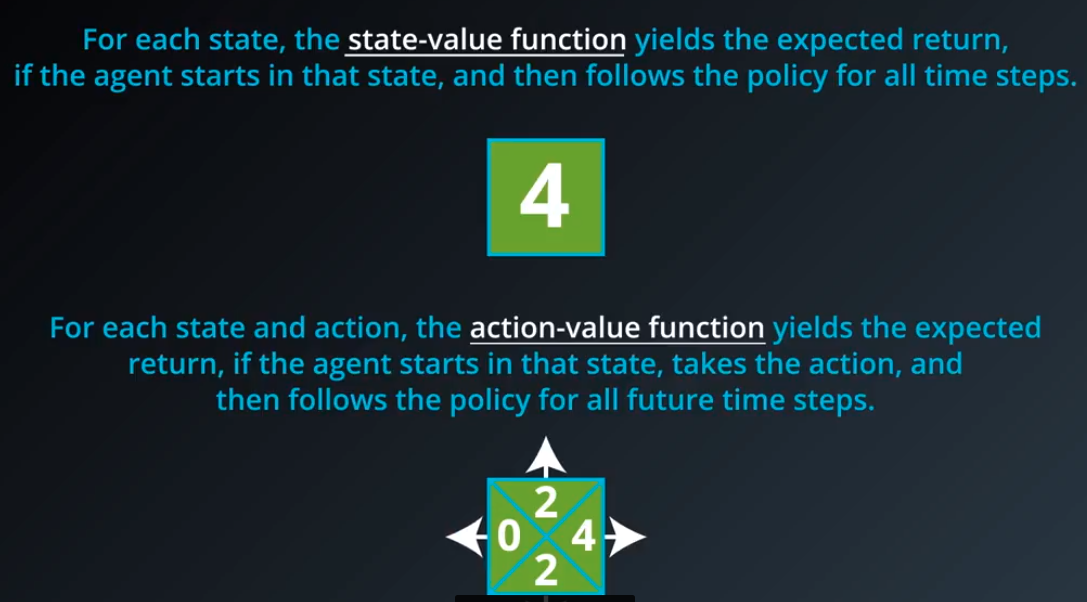 For each state, the state-value function yields the expected return,
if the agent starts in that state, and then follows the policy for all time steps.
4
For each state and action, the action-value function yields the expected
return, if the agent starts in that state, takes the action, and
then follows the policy for all future time steps.
2
0 4
2